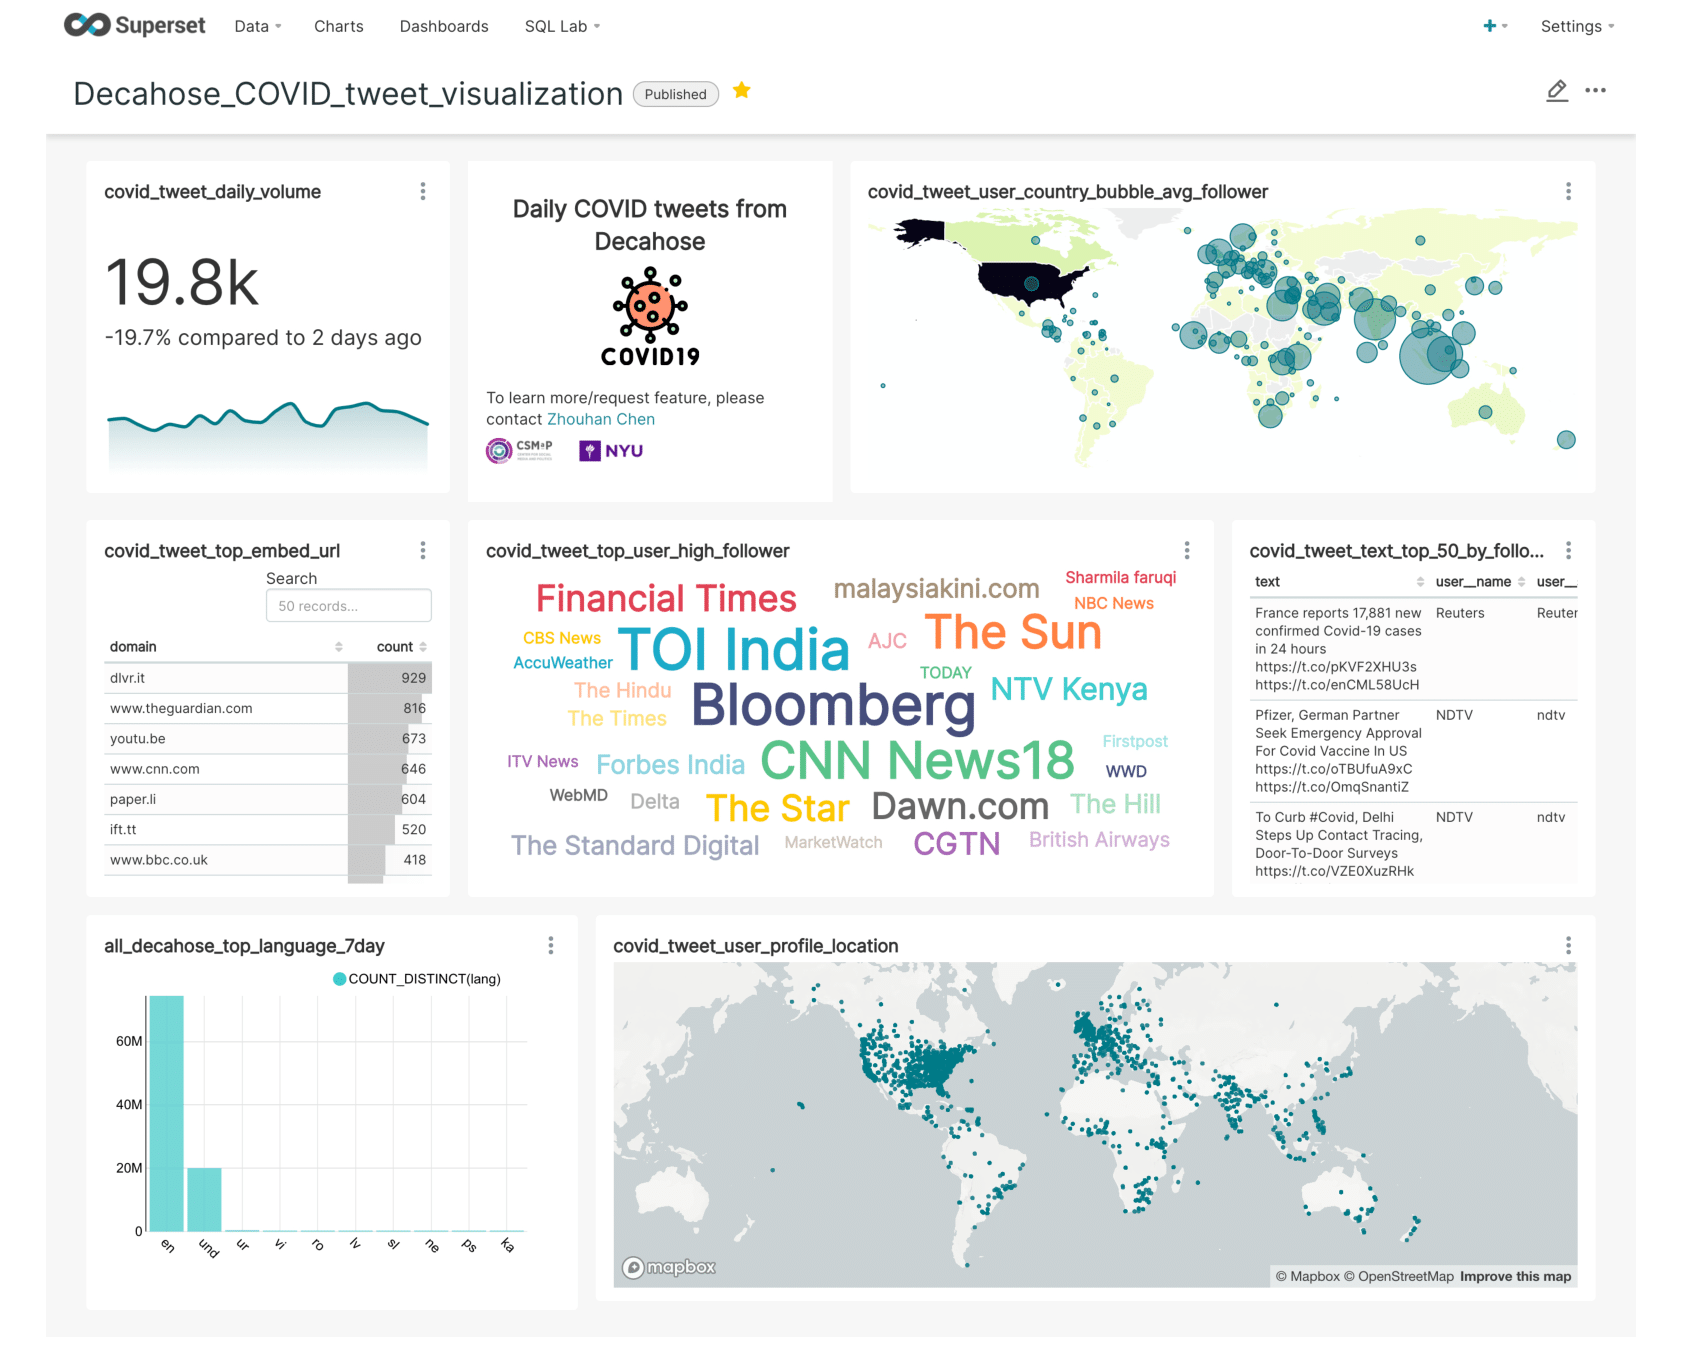 Superset Data Charts Dashboards SQL Lab + Settings
Decahose_COVID_tweet_visualization Published
covid_tweet_daily_volume
19.8k
-19.7% compared to 2 days ago
Daily COVID tweets from
Decahose
COVID19
To learn more/request feature, please
contact Zhouhan Chen
CSMaP
NYU
covid_tweet_user_country_bubble_avg_follower
covid_tweet_top_embed_url
Search
50 records...
domain count
dlvr.it 929
www.theguardian.com 816
youtu.be 673
www.cnn.com 646
paper.li 604
ift.tt 520
www.bbc.co.uk 418
covid_tweet_top_user_high_follower
Financial Times
malaysiakini.com
Sharmila faruqi
NBC News
CBS News
TOI India
AJC
The Sun
AccuWeather
TODAY
The Hindu
Bloomberg
NTV Kenya
The Times
Firstpost
ITV News
Forbes India
CNN News18
WWD
WebMD
Delta
The Star
Dawn.com
The Hill
The Standard Digital
MarketWatch
CGTN
British Airways
covid_tweet_text_top_50_by_follo...
text user__name user__
France reports 17,881 new Reuters Reuter
confirmed Covid-19 cases
in 24 hours
https://t.co/pKVF2XHU3s
https://t.co/enCML58UcH
Pfizer, German Partner NDTV ndtv
Seek Emergency Approval
For Covid Vaccine In US
https://t.co/oTBUfuA9xC
https://t.co/OmqSnantiZ
To Curb #Covid, Delhi NDTV ndtv
Steps Up Contact Tracing,
Door-To-Door Surveys
https://t.co/VZE0XuzRHk
all_decahose_top_language_7day
COUNT_DISTINCT(lang)
60M
40M
20M
0
en und ur vi ro lv sl ne ps ka
covid_tweet_user_profile_location
mapbox
© Mapbox © OpenStreetMap Improve this map